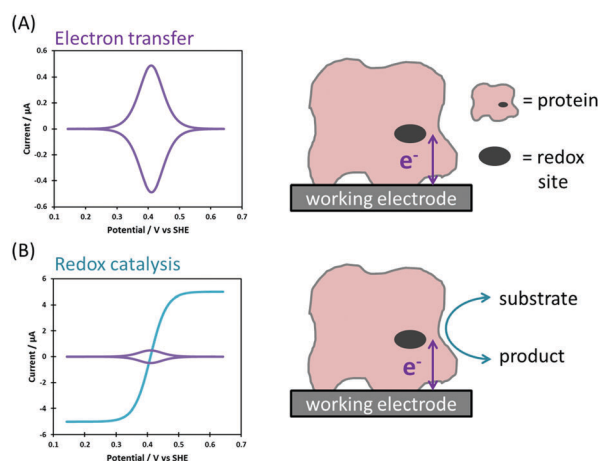 (A)
Electron transfer
Current / µA
0.6
0.4
0.2
0
-0.2
-0.4
-0.6
0.1 0.2 0.3 0.4 0.5 0.6 0.7
Potential / V vs SHE
e-
working electrode
= protein
= redox
site
(B)
Redox catalysis
Current / µA
6
4
2
0
-2
-4
-6
0.1 0.2 0.3 0.4 0.5 0.6 0.7
Potential / V vs SHE
e-
working electrode
substrate
product